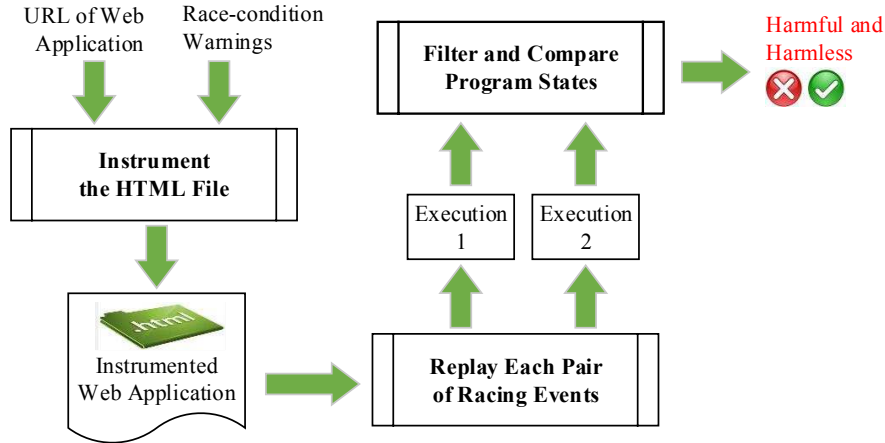 URL of Web
Application
Race-condition
Warnings
Instrument
the HTML File
.html
Instrumented
Web Application
Replay Each Pair
of Racing Events
Execution
1
Execution
2
Filter and Compare
Program States
Harmful and
Harmless